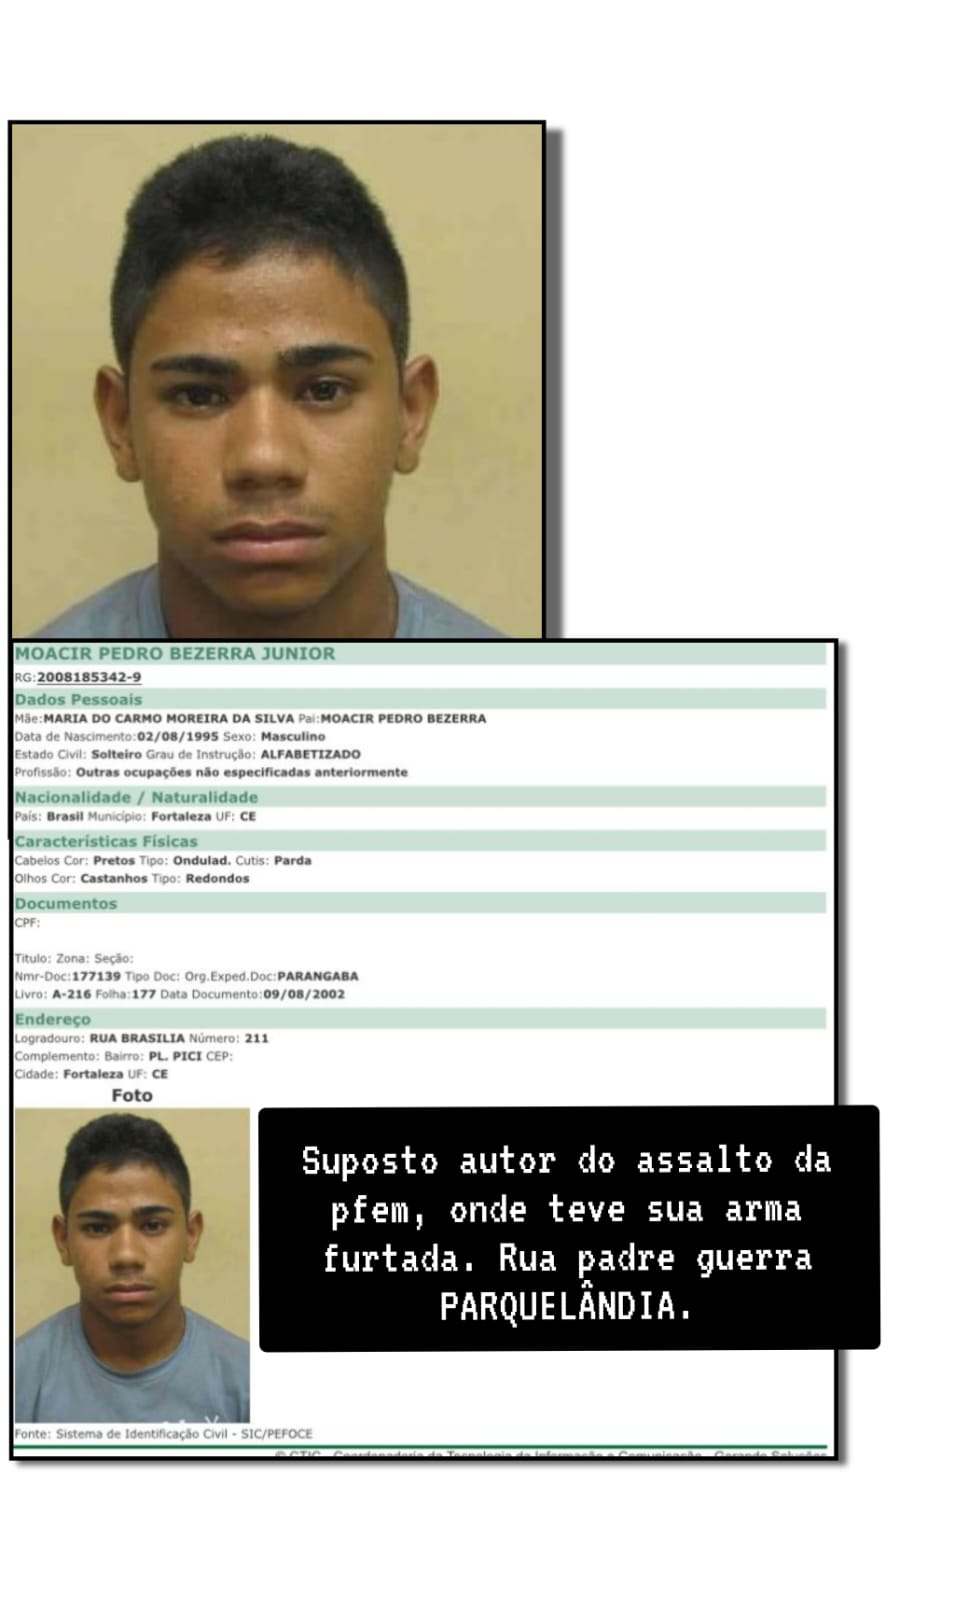 MOACIR PEDRO BEZERRA JUNIOR
RG:2008185342-9
Dados Pessoais
Mãe:MARIA DO CARMO MOREIRA DA SILVA Pai:MOACIR PEDRO BEZERRA
Data de Nascimento:02/08/1995 Sexo: Masculino
Estado Civil: Solteiro Grau de Instrução: ALFABETIZADO
Profissão: Outras ocupações não especificadas anteriormente
Nacionalidade / Naturalidade
País: Brasil Município: Fortaleza UF: CE
Características Físicas
Cabelos Cor: Pretos Tipo: Ondulad. Cutis: Parda
Olhos Cor: Castanhos Tipo: Redondos
Documentos
CPF:
Titulo: Zona: Seção:
Nmr-Doc:177139 Tipo Doc: Org.Exped.Doc:PARANGABA
Livro: A-216 Folha:177 Data Documento:09/08/2002
Endereço
Logradouro: RUA BRASILIA Número: 211
Complemento: Bairro: PL. PICI CEP:
Cidade: Fortaleza UF: CE
Foto
Suposto autor do assalto da
pfem, onde teve sua arma
furtada. Rua padre guerra
PARQUELÂNDIA.
Fonte: Sistema de Identificação Civil - SIC/PEFOCE
© CTIC - Coordenadoria da Tecnologia da Informação e Comunicação - Gerando Soluções